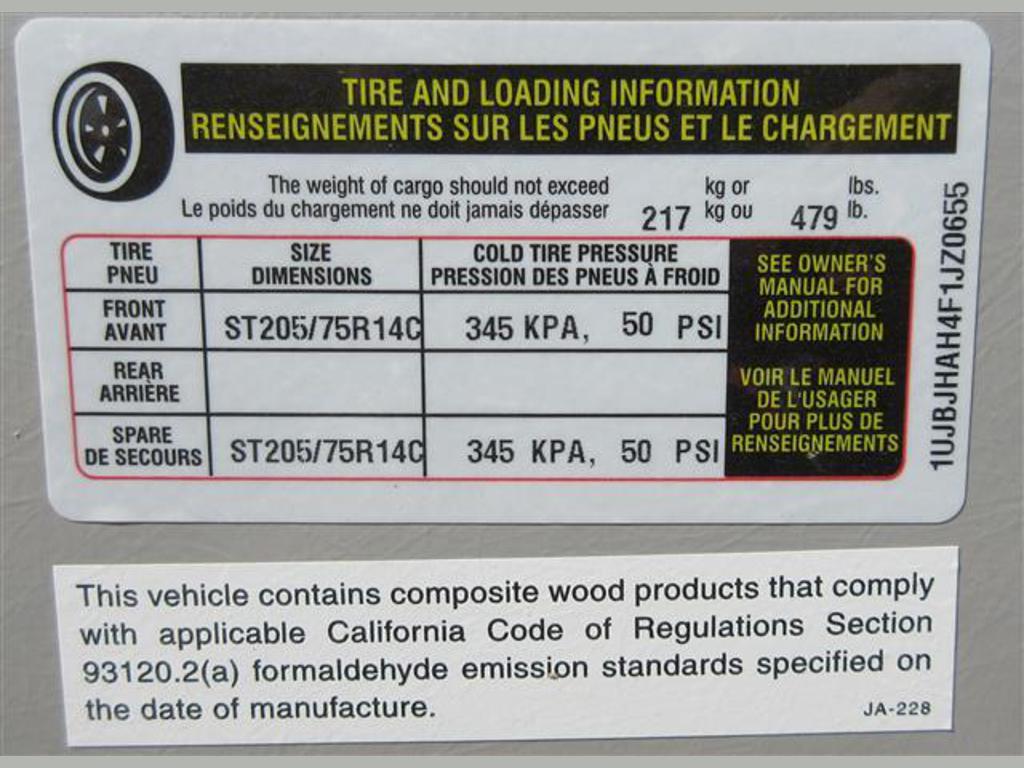 TIRE AND LOADING INFORMATION
RENSEIGNEMENTS SUR LES PNEUS ET LE CHARGEMENT
The weight of cargo should not exceed kg or lbs.
Le poids du chargement ne doit jamais dépasser 217 kg ou 479 lb.
TIRE SIZE COLD TIRE PRESSURE
PNEU DIMENSIONS PRESSION DES PNEUS À FROID
FRONT
AVANT ST205/75R14C 345 KPA, 50 PSI
REAR
ARRIÈRE
SPARE
DE SECOURS ST205/75R14C 345 KPA, 50 PSI
SEE OWNER'S
MANUAL FOR
ADDITIONAL
INFORMATION
VOIR LE MANUEL
DE L'USAGER
POUR PLUS DE
RENSEIGNEMENTS
1UJBJHAH4F1JZ0655
This vehicle contains composite wood products that comply
with applicable California Code of Regulations Section
93120.2(a) formaldehyde emission standards specified on
the date of manufacture. JA-228